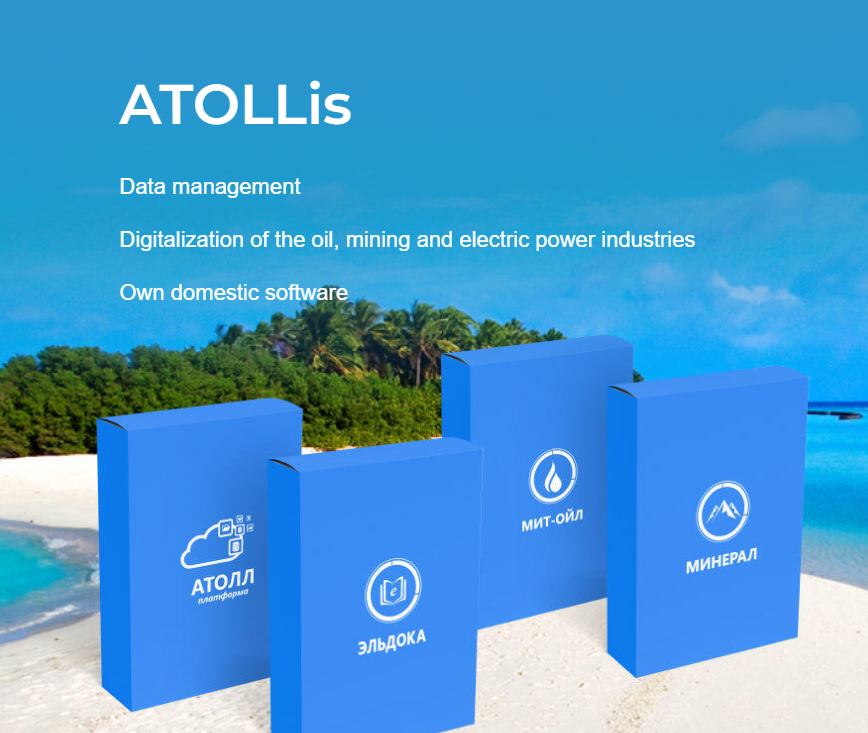 ATOLLis
Data management
Digitalization of the oil, mining and electric power industries
Own domestic software
АТОЛЛ
платформа
ЭЛЬДОКА
МИТ-ОЙЛ
МИНЕРАЛ